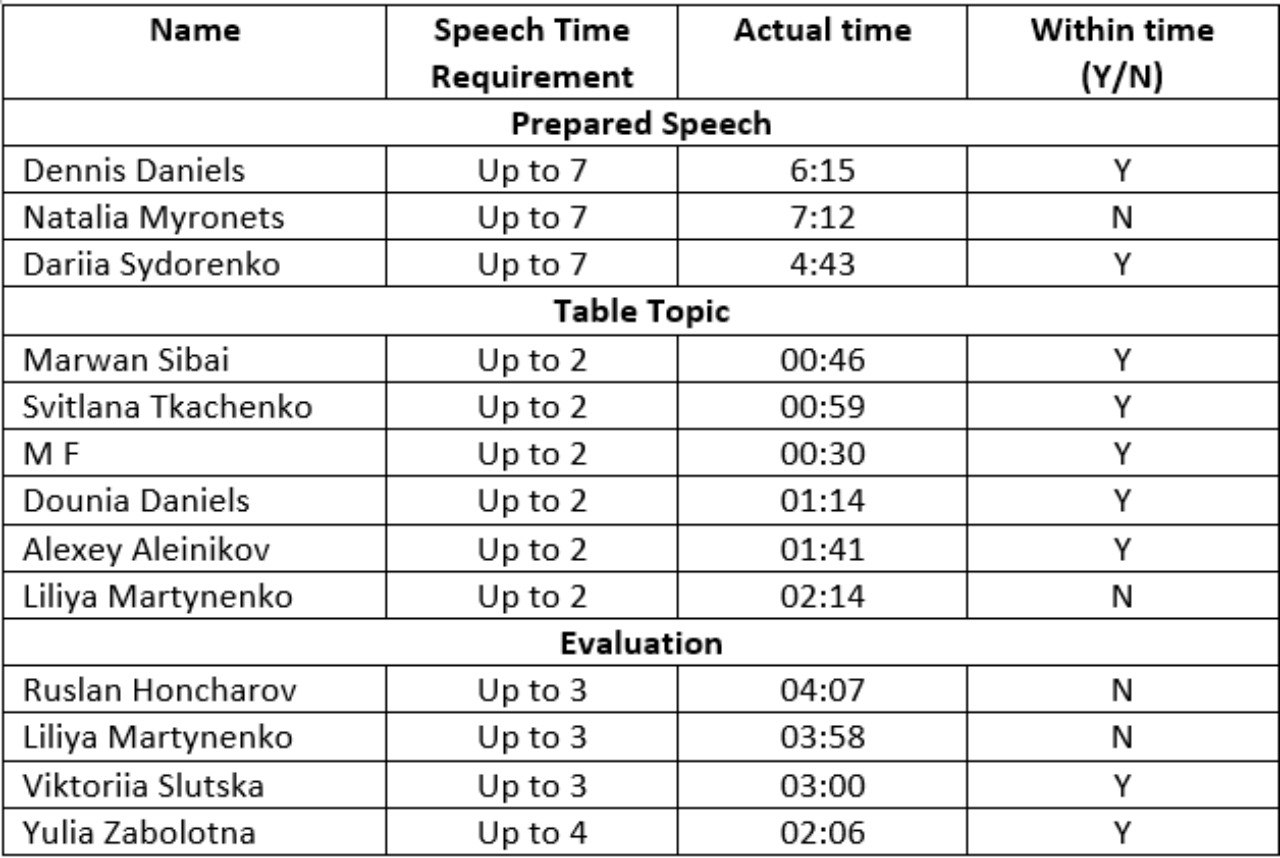 Name Speech Time Requirement Actual time Within time (Y/N)
Prepared Speech
Dennis Daniels Up to 7 6:15 Y
Natalia Myronets Up to 7 7:12 N
Dariia Sydorenko Up to 7 4:43 Y
Table Topic
Marwan Sibai Up to 2 00:46 Y
Svitlana Tkachenko Up to 2 00:59 Y
M F Up to 2 00:30 Y
Dounia Daniels Up to 2 01:14 Y
Alexey Aleinikov Up to 2 01:41 Y
Liliya Martynenko Up to 2 02:14 N
Evaluation
Ruslan Honcharov Up to 3 04:07 N
Liliya Martynenko Up to 3 03:58 N
Viktoriia Slutska Up to 3 03:00 Y
Yulia Zabolotna Up to 4 02:06 Y